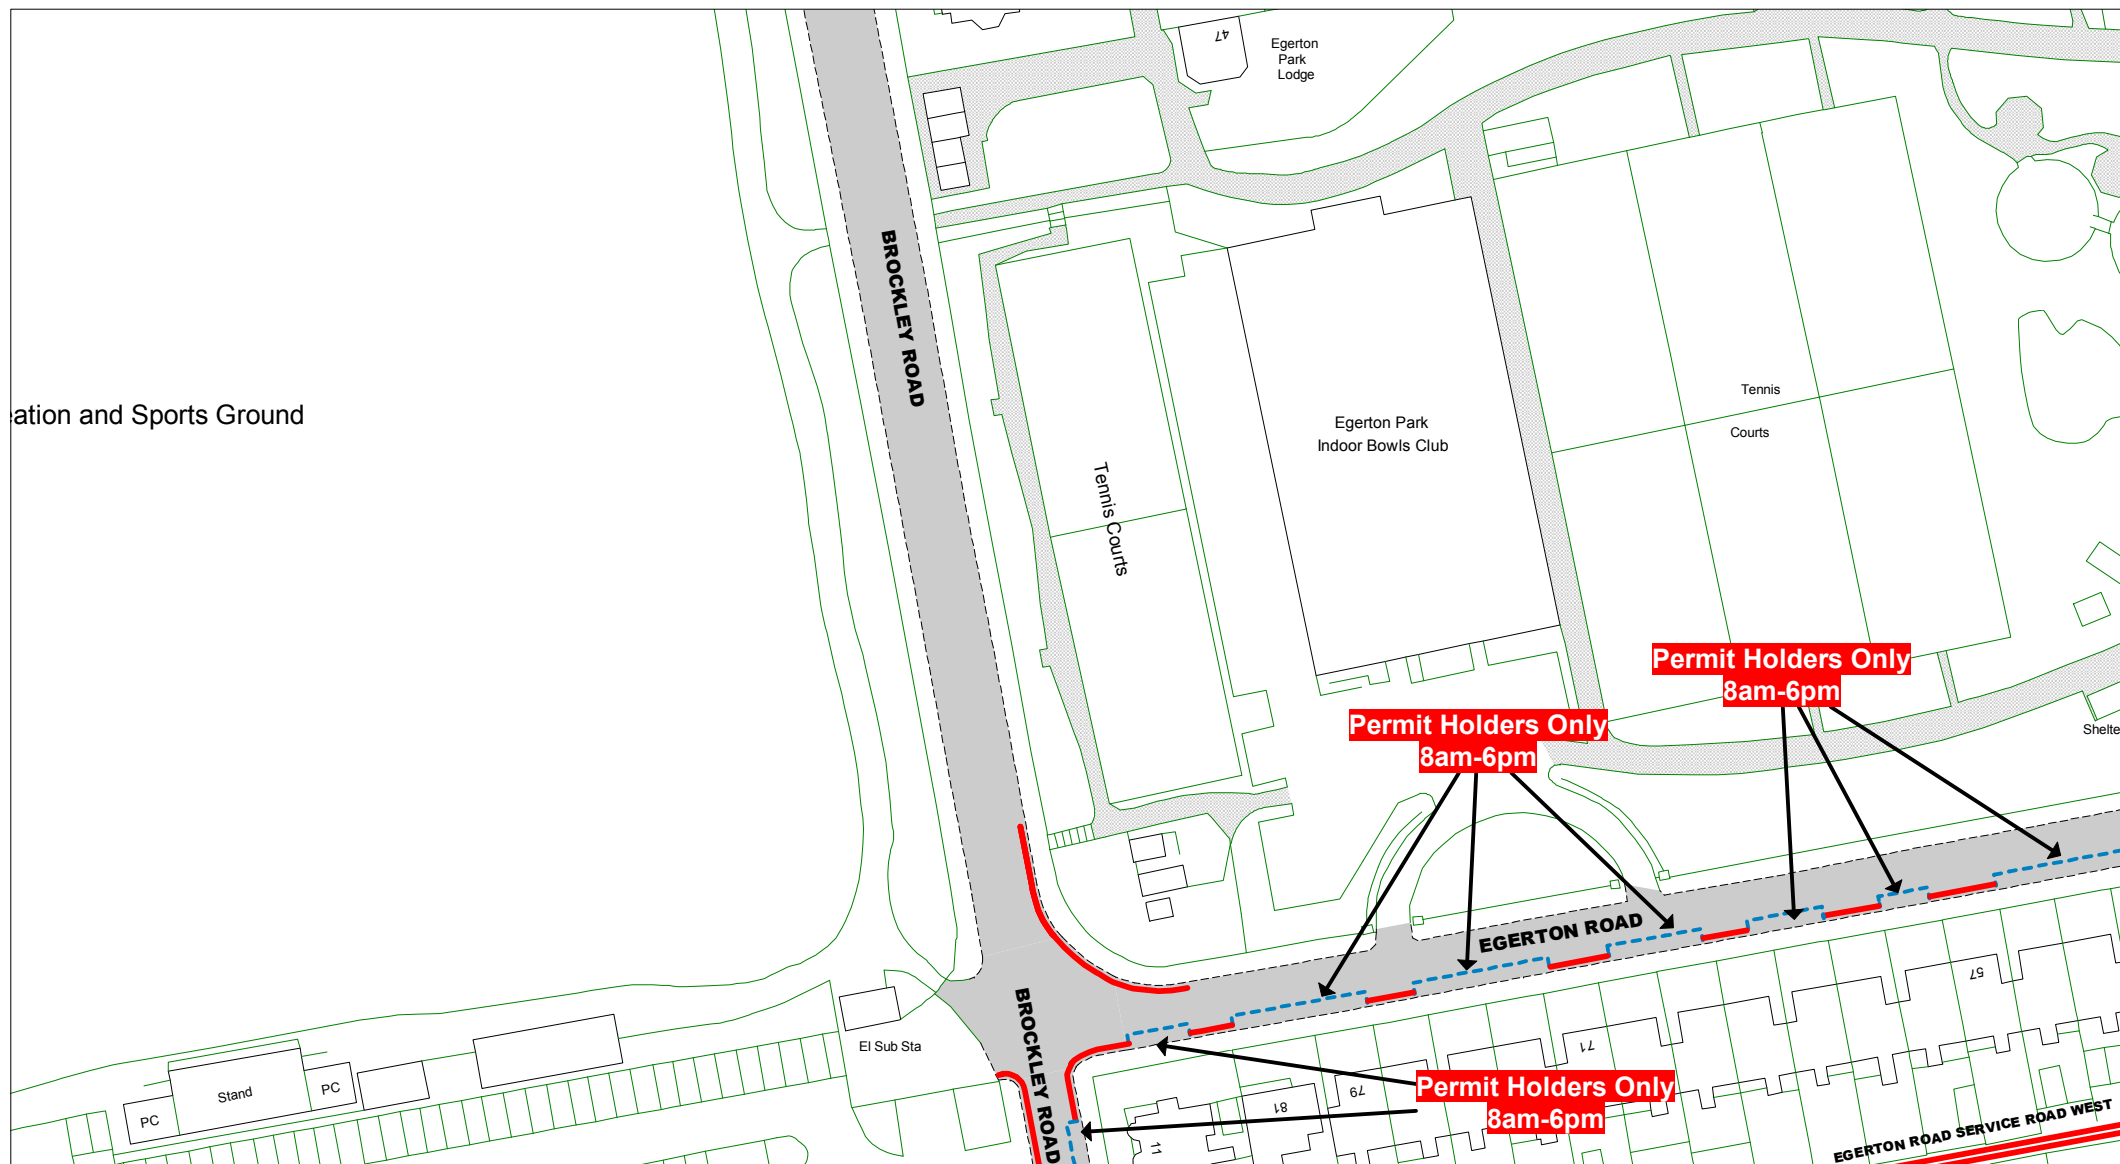 47
Egerton
Park
Lodge
BROCKLEY ROAD
eation and Sports Ground
Tennis Courts
Egerton Park
Indoor Bowls Club
Tennis
Courts
Permit Holders Only
8am-6pm
Permit Holders Only
8am-6pm
Shelte
EGERTON ROAD
57
BROCKLEY ROAD
El Sub Sta
71
Stand
PC
PC
79
81
11
Permit Holders Only
8am-6pm
EGERTON ROAD SERVICE ROAD WEST